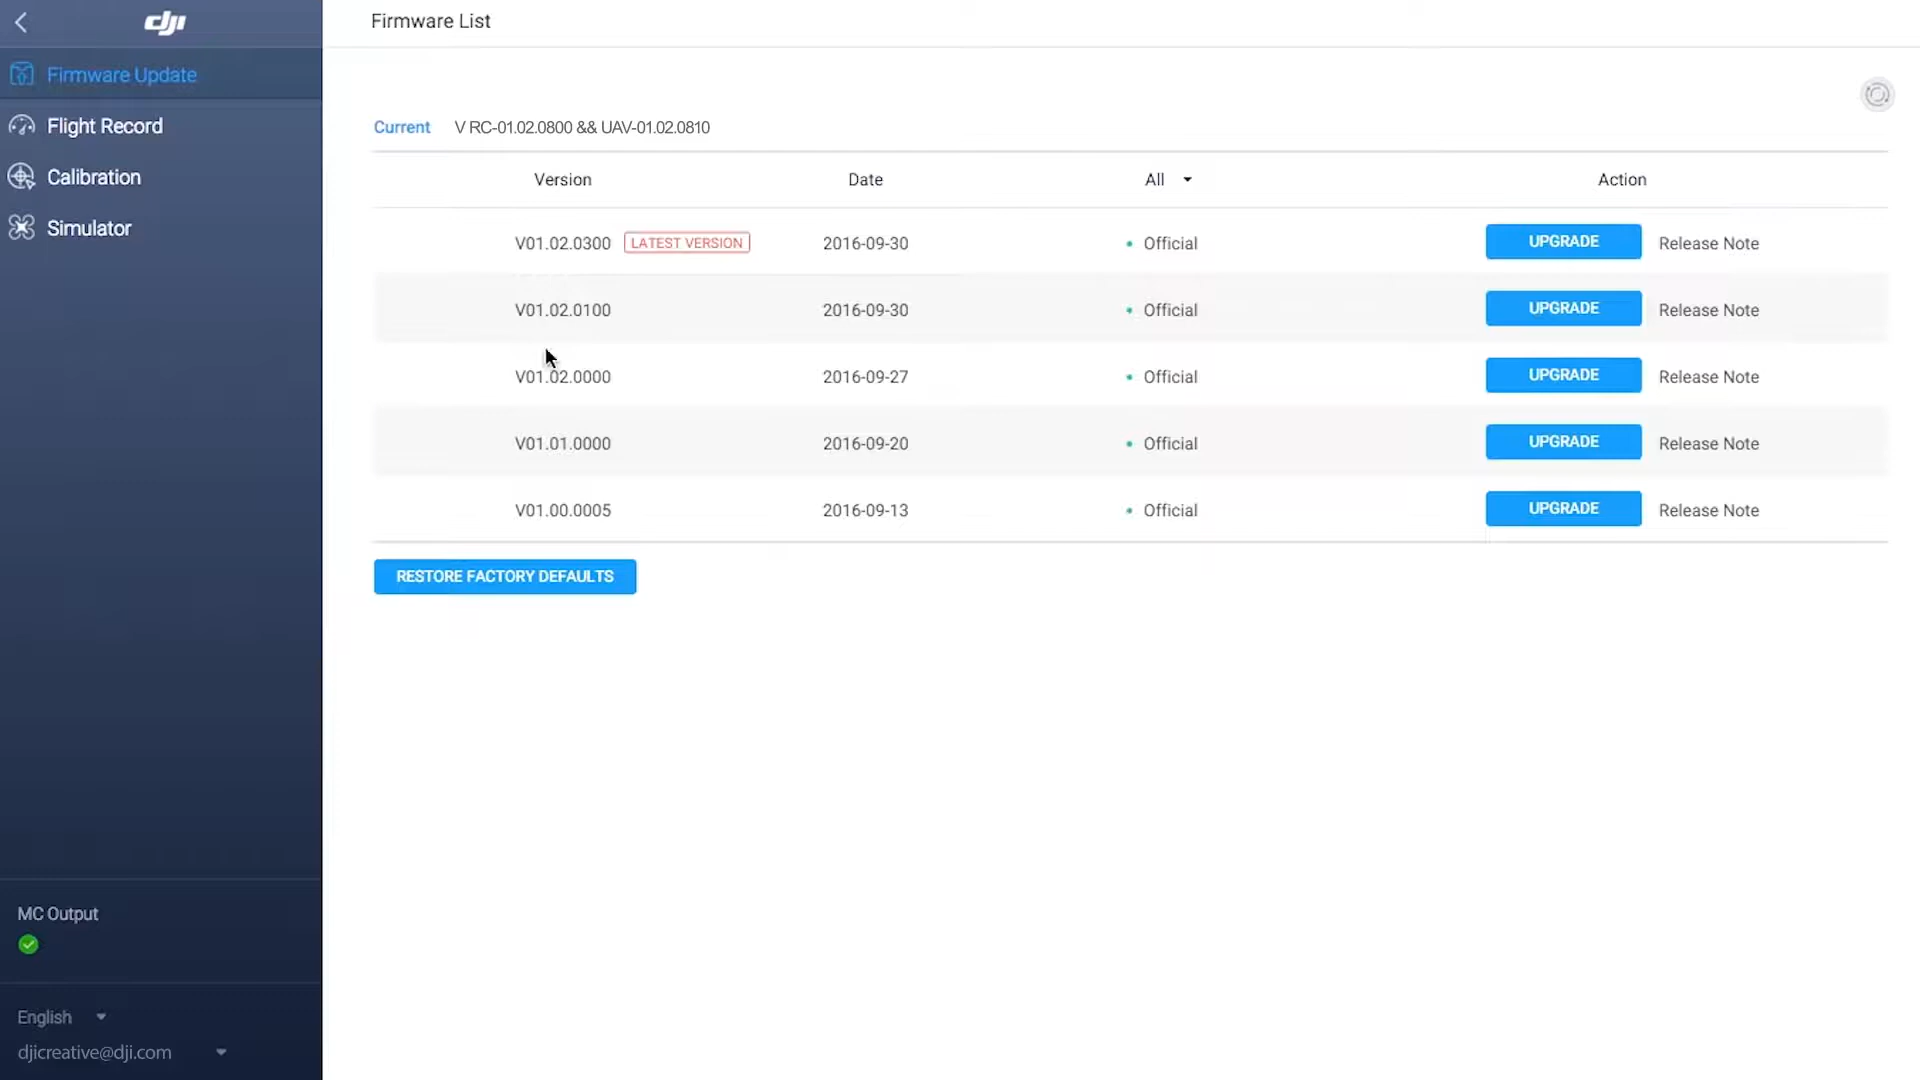 dji
Firmware List
Firmware Update
Flight Record
Calibration
Simulator
Current V RC-01.02.0800 && UAV-01.02.0810
Version Date All Action
V01.02.0300 LATEST VERSION 2016-09-30 Official UPGRADE Release Note
V01.02.0100 2016-09-30 Official UPGRADE Release Note
V01.02.0000 2016-09-27 Official UPGRADE Release Note
V01.01.0000 2016-09-20 Official UPGRADE Release Note
V01.00.0005 2016-09-13 Official UPGRADE Release Note
RESTORE FACTORY DEFAULTS
MC Output
English
djicreative@dji.com